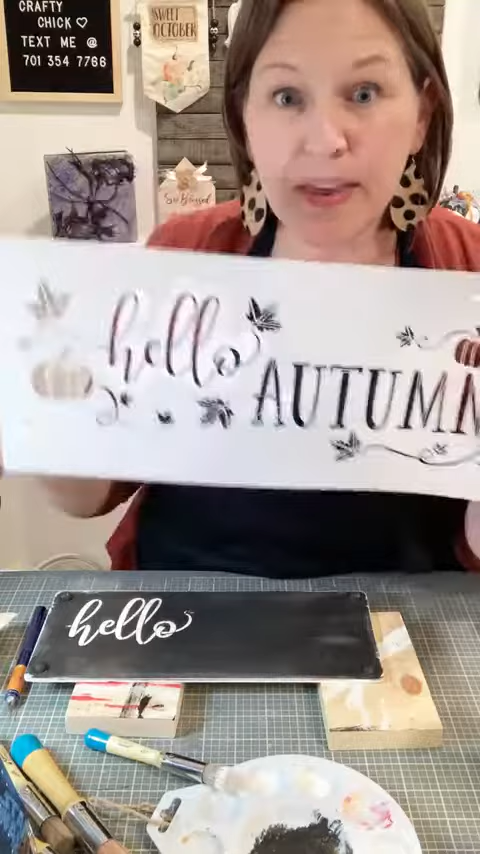 CRAFTY
CHICK ♡
TEXT ME @
701 354 7766
SWEET
OCTOBER
So Blessed
hello
AUTUMN
hello